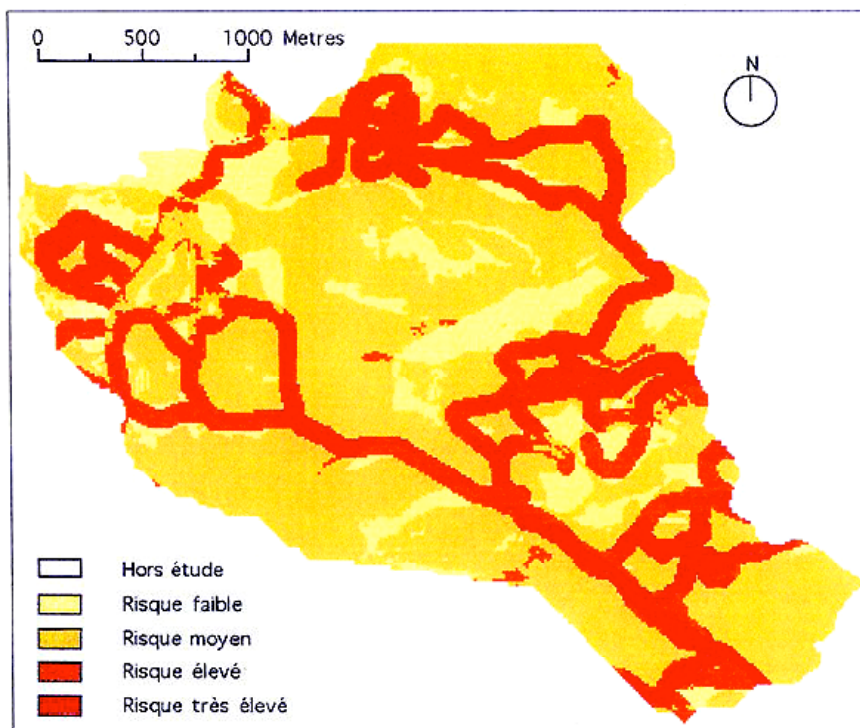 0 500 1000 Metres
N
Hors étude
Risque faible
Risque moyen
Risque élevé
Risque très élevé